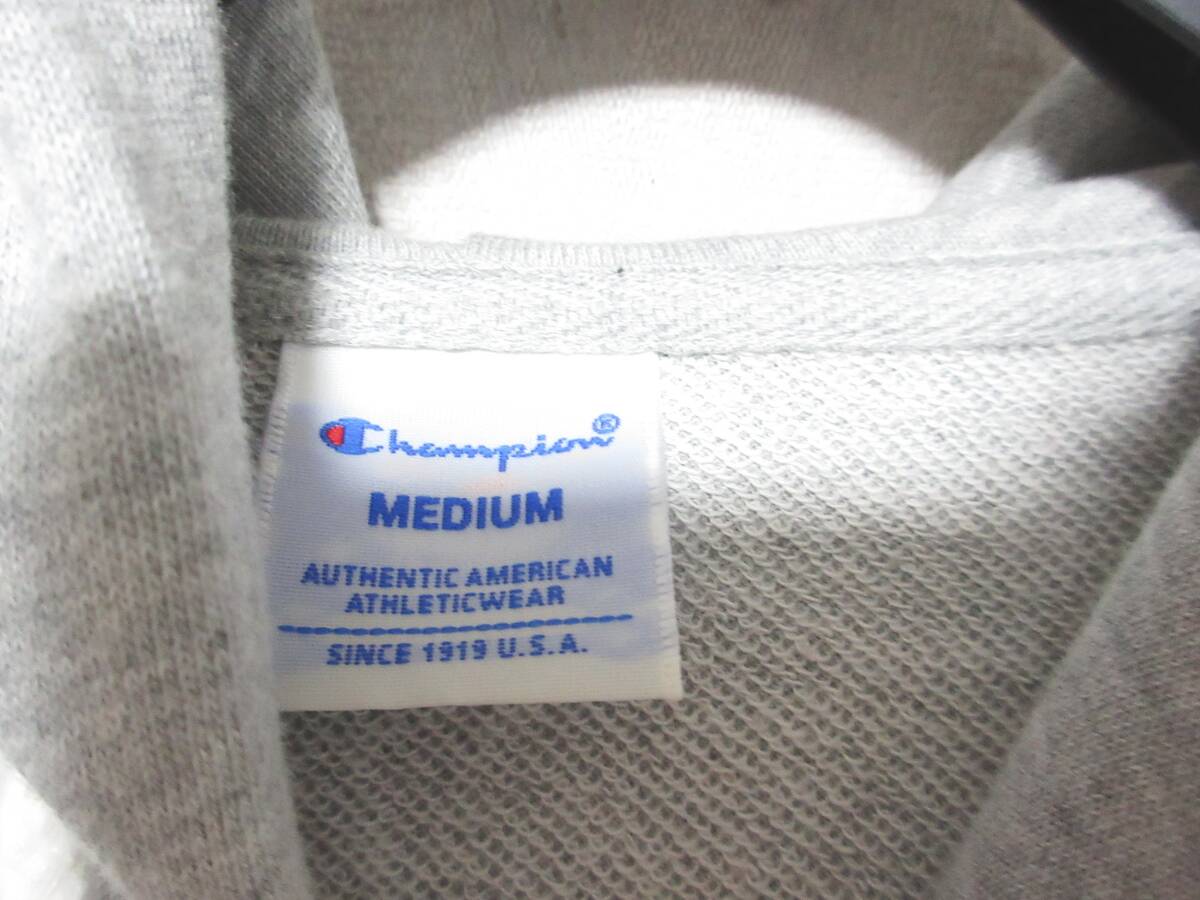 Champion®
MEDIUM
AUTHENTIC AMERICAN
ATHLETICWEAR
SINCE 1919 U.S.A.